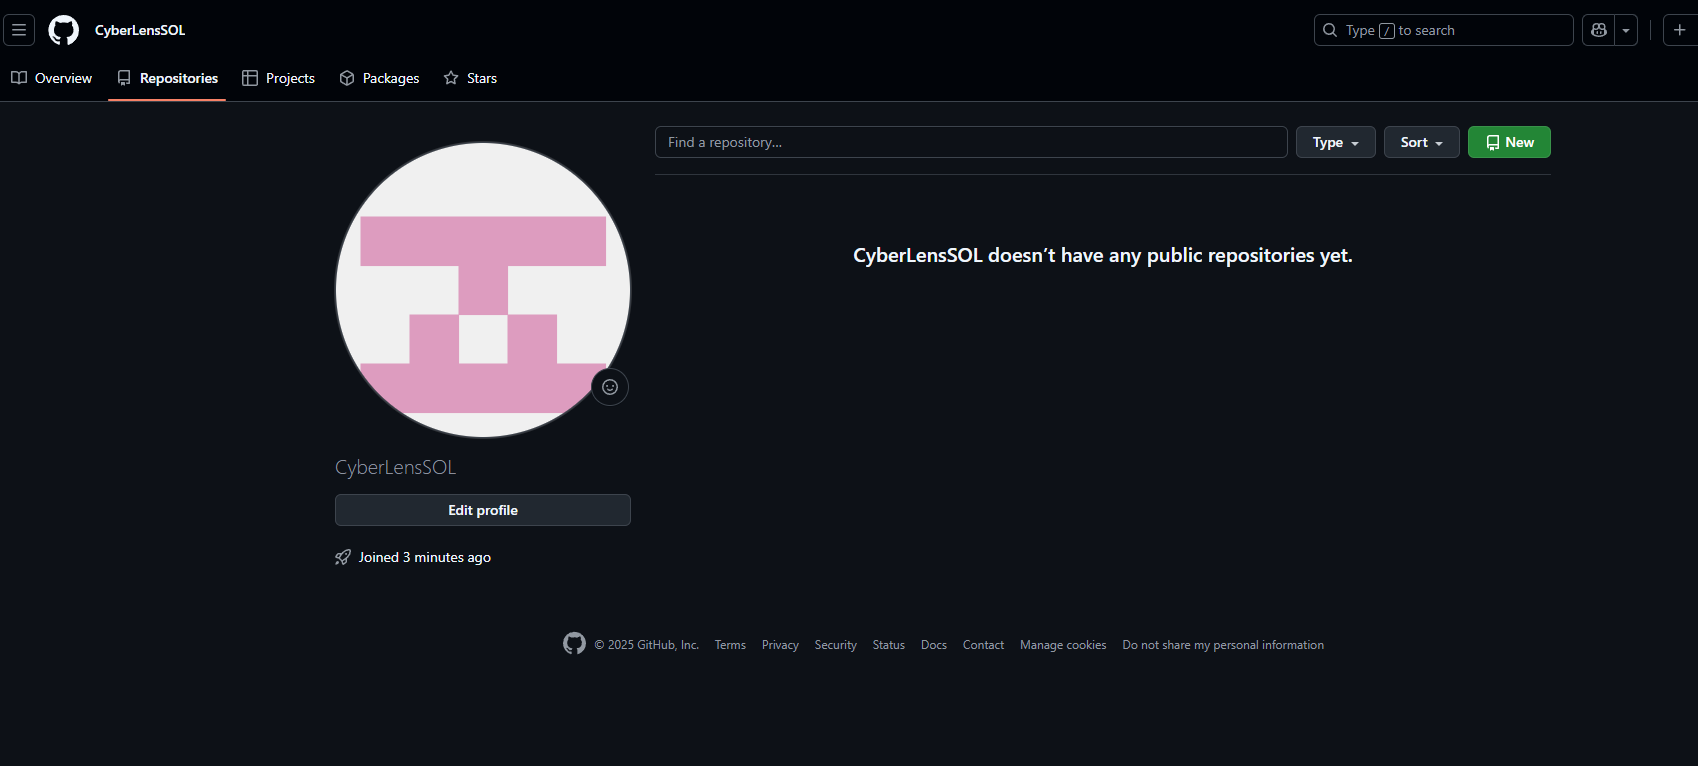 CyberLensSOL
Type / to search
Overview Repositories Projects Packages Stars
Find a repository...
Type Sort New
CyberLensSOL doesn’t have any public repositories yet.
CyberLensSOL
Edit profile
Joined 3 minutes ago
© 2025 GitHub, Inc. Terms Privacy Security Status Docs Contact Manage cookies Do not share my personal information